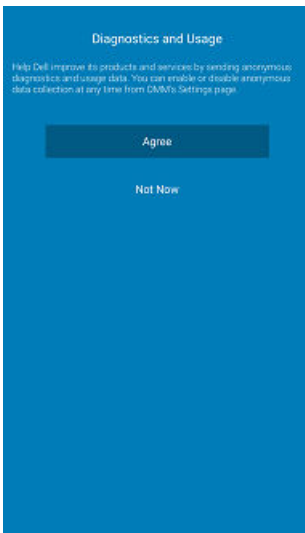 Diagnostics and Usage
Help Dell improve its products and services by sending anonymous
diagnostics and usage data. You can enable or disable anonymous
data collection at any time from DMM's Settings page.
Agree
Not Now